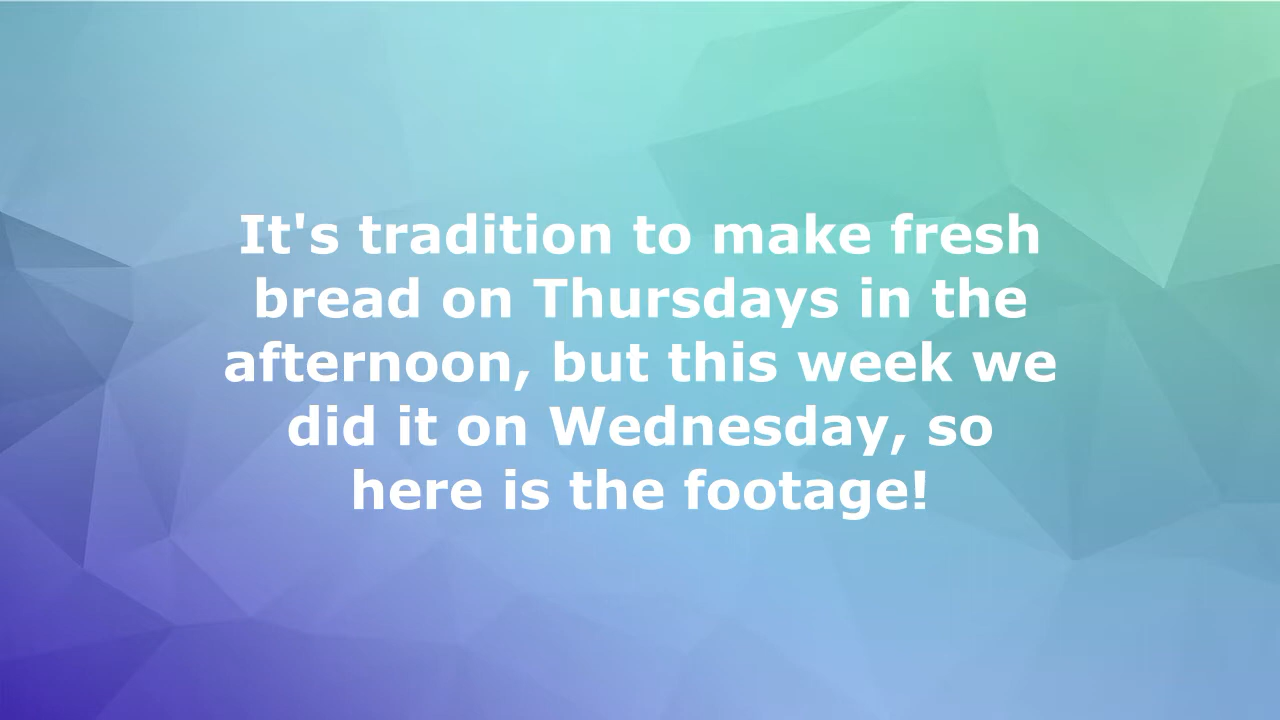 It's tradition to make fresh
bread on Thursdays in the
afternoon, but this week we
did it on Wednesday, so
here is the footage!